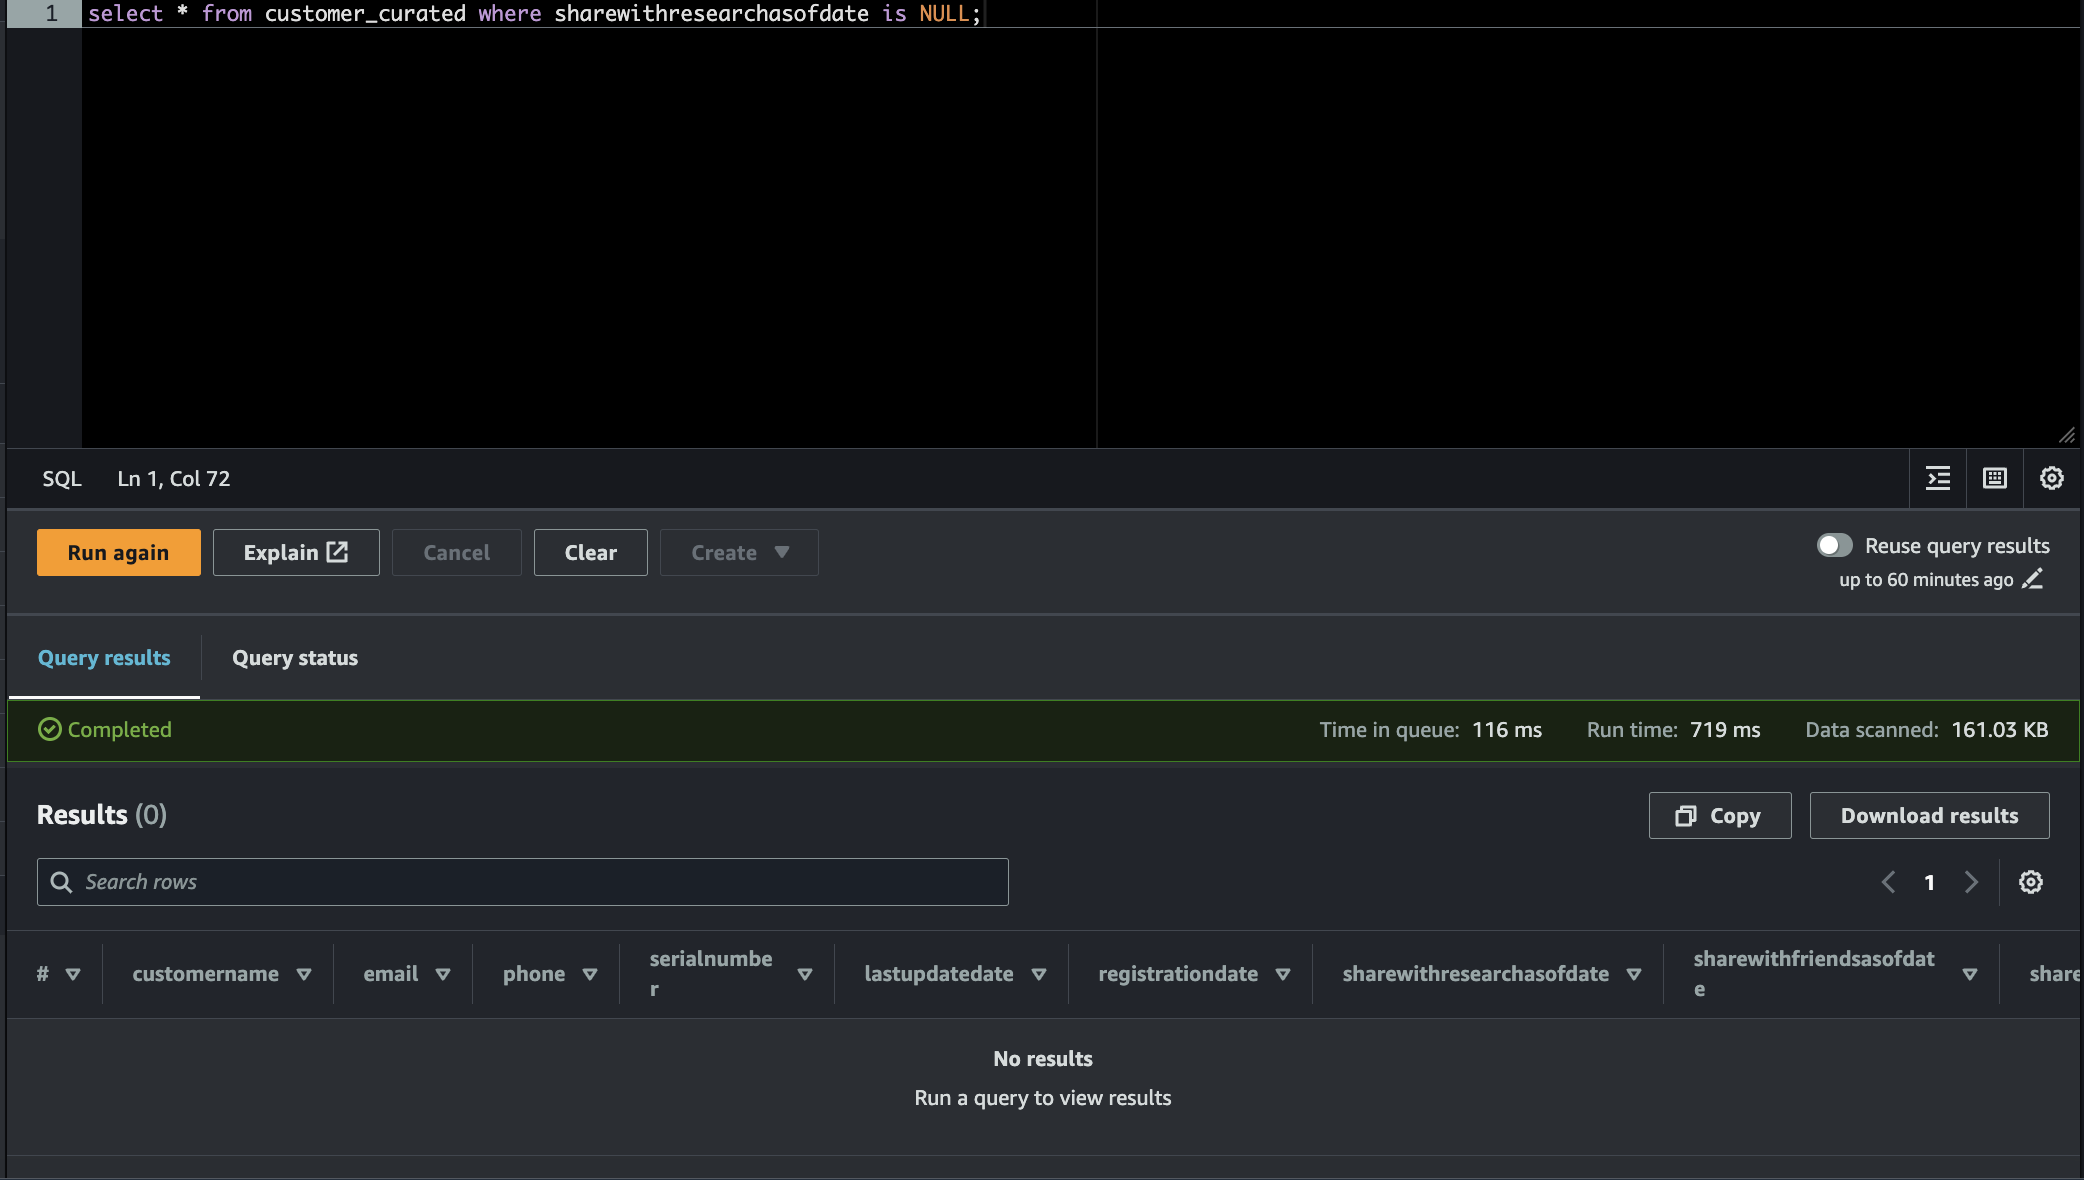 1 select * from customer_curated where sharewithresearchasofdate is NULL;
SQL Ln 1, Col 72
Run again Explain Cancel Clear Create Reuse query results
up to 60 minutes ago
Query results Query status
Completed Time in queue: 116 ms Run time: 719 ms Data scanned: 161.03 KB
Results (0) Copy Download results
Search rows 1
# customername email phone serialnumbe
r lastupdatedate registrationdate sharewithresearchasofdate sharewithfriendsasofdat
e share
No results
Run a query to view results